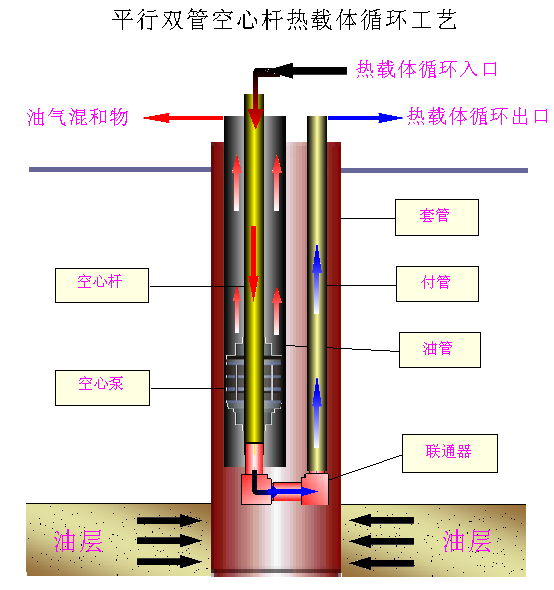 平行双管空心杆热载体循环工艺
热载体循环入口
油气混和物
热载体循环出口
套管
空心杆
付管
油管
空心泵
联通器
油层
油层